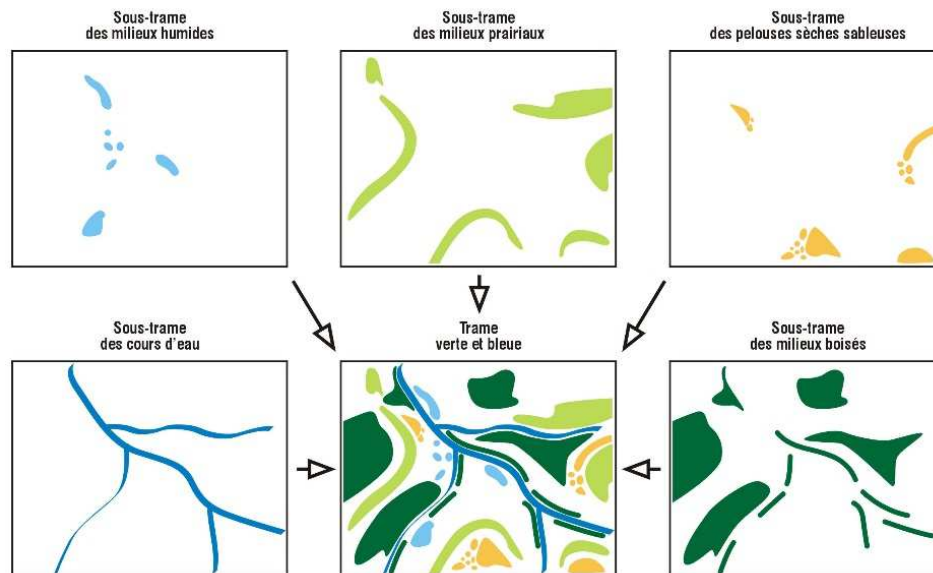 Sous-trame
des milieux humides
Sous-trame
des milieux prairiaux
Sous-trame
des pelouses sèches sableuses
Sous-trame
des cours d'eau
Trame
verte et bleue
Sous-trame
des milieux boisés